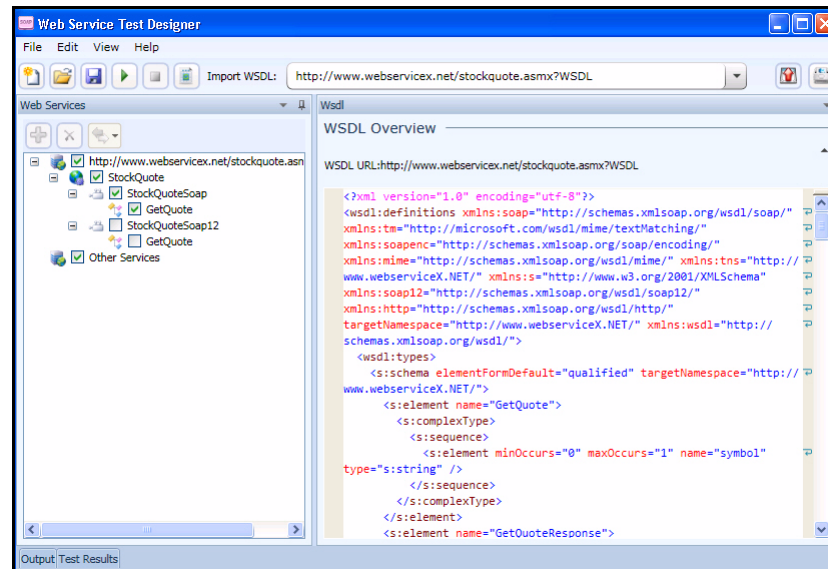 SOAP
Web Service Test Designer
File Edit View Help
Import WSDL: http://www.webservicex.net/stockquote.asmx?WSDL
Web Services
http://www.webservicex.net/stockquote.asn
StockQuote
StockQuoteSoap
GetQuote
StockQuoteSoap12
GetQuote
Other Services
Wsdl
WSDL Overview
WSDL URL:http://www.webservicex.net/stockquote.asmx?WSDL
<?xml version="1.0" encoding="utf-8"?>
<wsdl:definitions xmlns:soap="http://schemas.xmlsoap.org/wsdl/soap/"
xmlns:tm="http://microsoft.com/wsdl/mime/textMatching/"
xmlns:soapenc="http://schemas.xmlsoap.org/soap/encoding/"
xmlns:mime="http://schemas.xmlsoap.org/wsdl/mime/" xmlns:tns="http://
www.webserviceX.NET/" xmlns:s="http://www.w3.org/2001/XMLSchema"
xmlns:soap12="http://schemas.xmlsoap.org/wsdl/soap12/"
xmlns:http="http://schemas.xmlsoap.org/wsdl/http/"
targetNamespace="http://www.webserviceX.NET/" xmlns:wsdl="http://
schemas.xmlsoap.org/wsdl/">
<wsdl:types>
<s:schema elementFormDefault="qualified" targetNamespace="http://
www.webserviceX.NET/">
<s:element name="GetQuote">
<s:complexType>
<s:sequence>
<s:element minOccurs="0" maxOccurs="1" name="symbol"
type="s:string" />
</s:sequence>
</s:complexType>
</s:element>
<s:element name="GetQuoteResponse">
Output Test Results